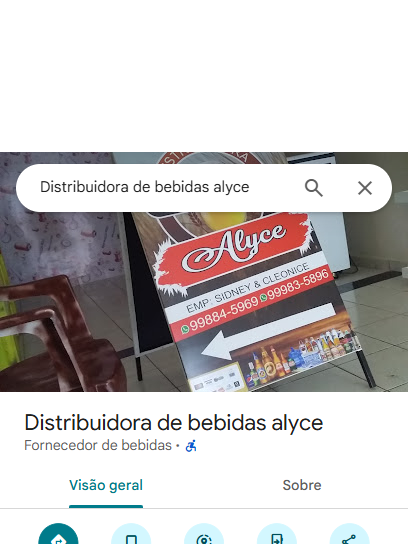 Distribuidora de bebidas alyce
Alyce
EMP: SIDNEY & CLEONICE
99884-5969 99983-5896
Distribuidora de bebidas alyce
Fornecedor de bebidas ·
Visão geral
Sobre